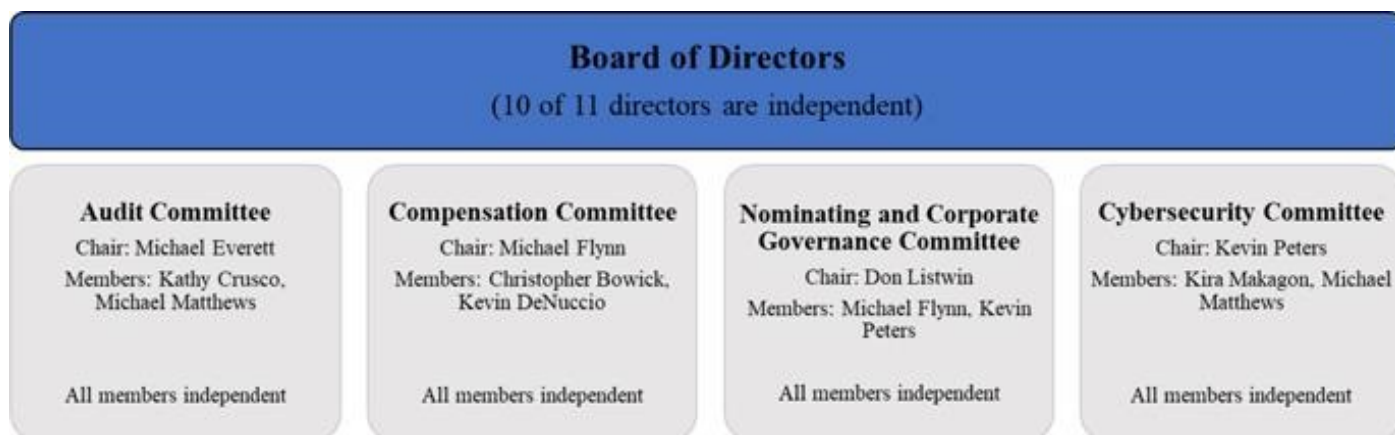 Board of Directors
(10 of 11 directors are independent)
Audit Committee
Chair: Michael Everett
Members: Kathy Crusco,
Michael Matthews
All members independent
Compensation Committee
Chair: Michael Flynn
Members: Christopher Bowick,
Kevin DeNuccio
All members independent
Nominating and Corporate
Governance Committee
Chair: Don Listwin
Members: Michael Flynn, Kevin
Peters
All members independent
Cybersecurity Committee
Chair: Kevin Peters
Members: Kira Makagon, Michael
Matthews
All members independent